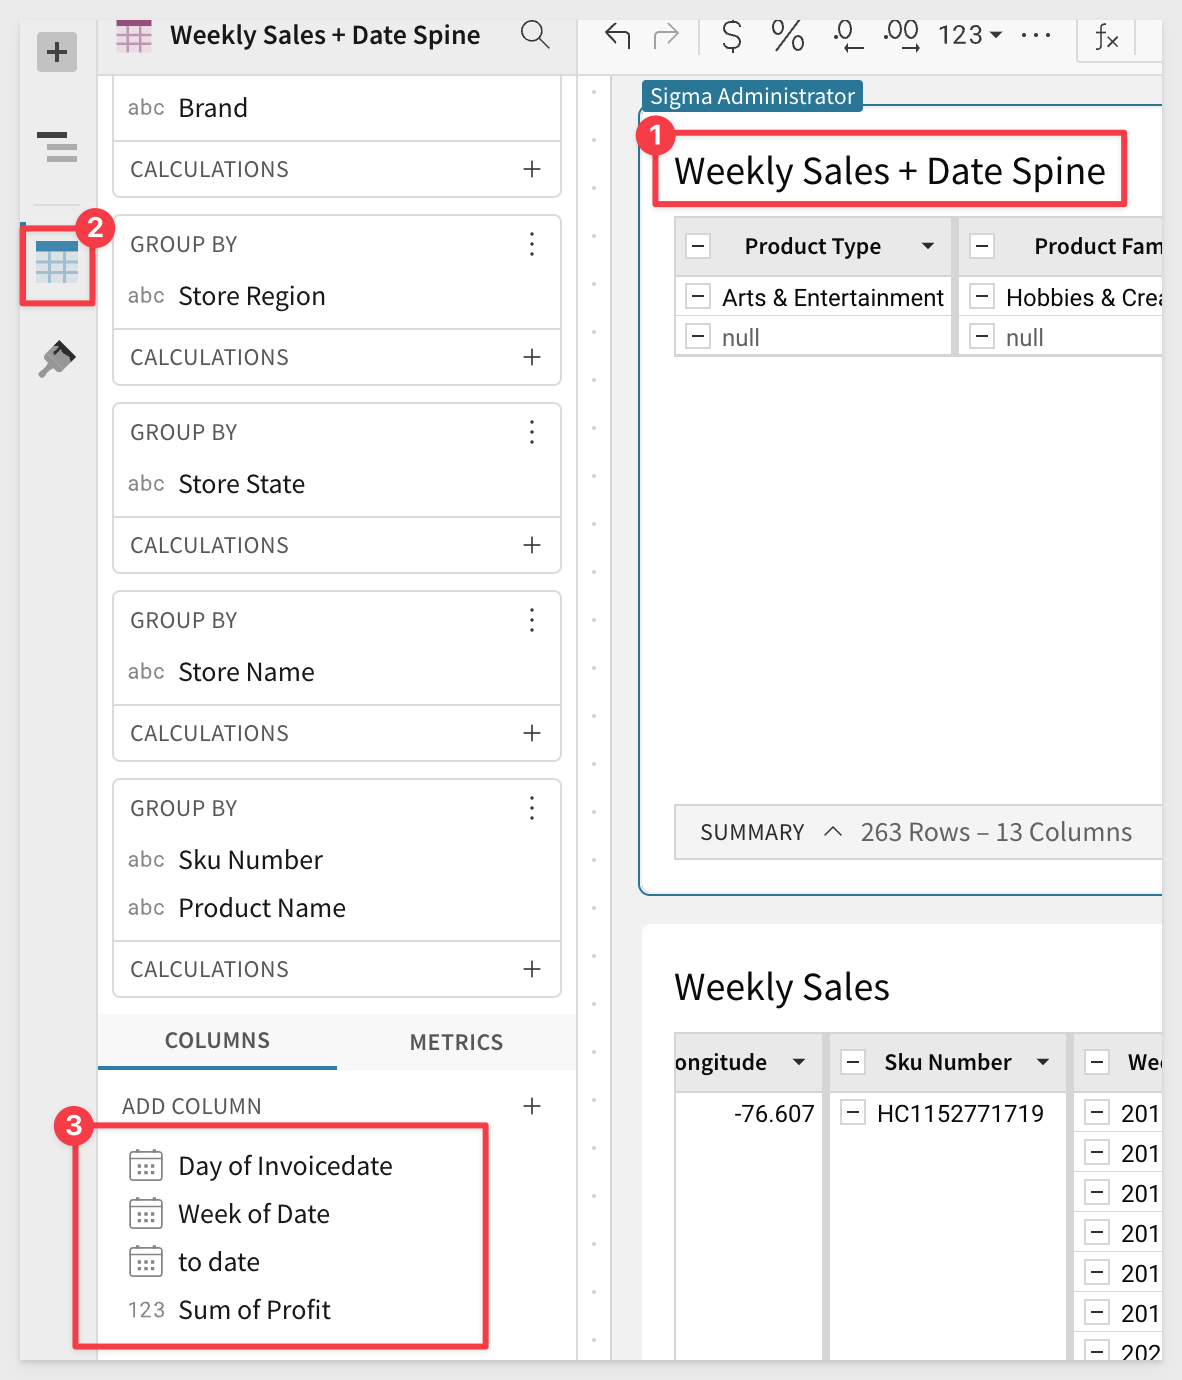 Weekly Sales + Date Spine
$ % .0 .00 123 ...
fx
abc Brand
CALCULATIONS +
GROUP BY
abc Store Region
CALCULATIONS +
GROUP BY
abc Store State
CALCULATIONS +
GROUP BY
abc Store Name
CALCULATIONS +
GROUP BY
abc Sku Number
abc Product Name
CALCULATIONS +
COLUMNS METRICS
ADD COLUMN +
3
Day of Invoicedate
Week of Date
to date
123 Sum of Profit
2
Sigma Administrator
1
Weekly Sales + Date Spine
Product Type Product Fam
Arts & Entertainment Hobbies & Crea
null null
SUMMARY 263 Rows – 13 Columns
Weekly Sales
ongitude Sku Number We
-76.607 HC1152771719 201
201
201
201
201
201
202